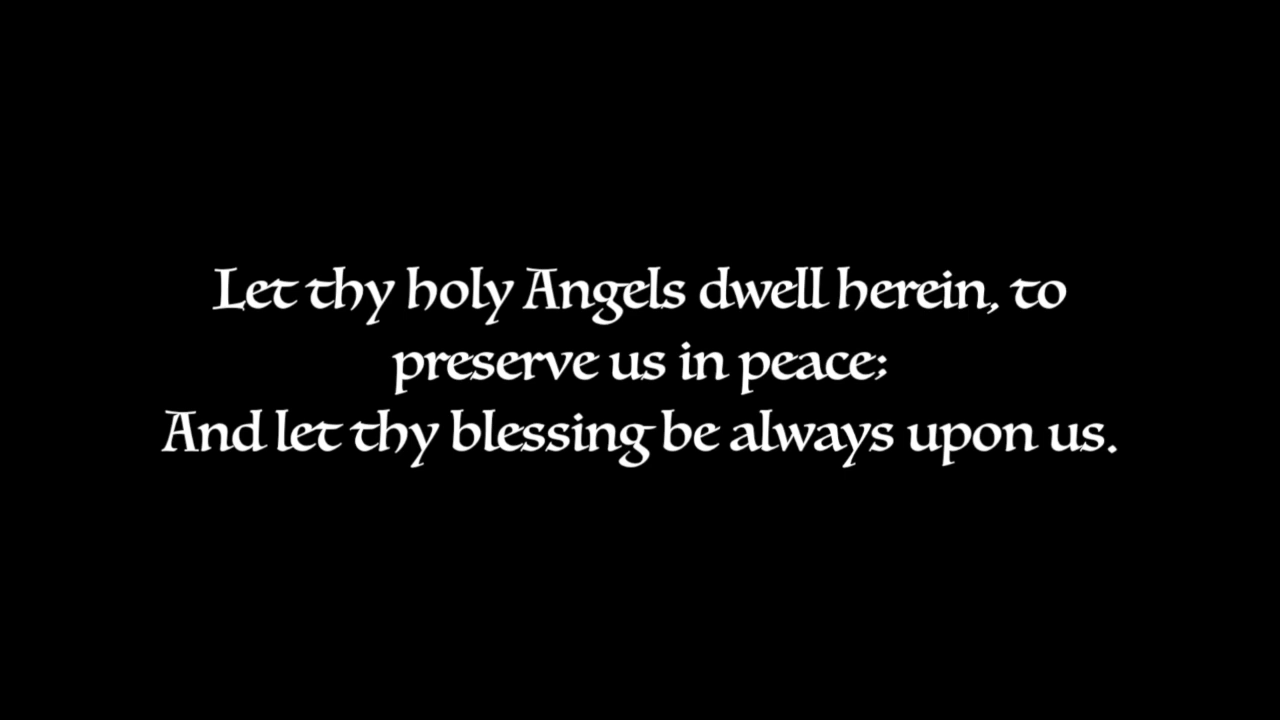 Let thy holy Angels dwell herein, to
preserve us in peace;
And let thy blessing be always upon us.